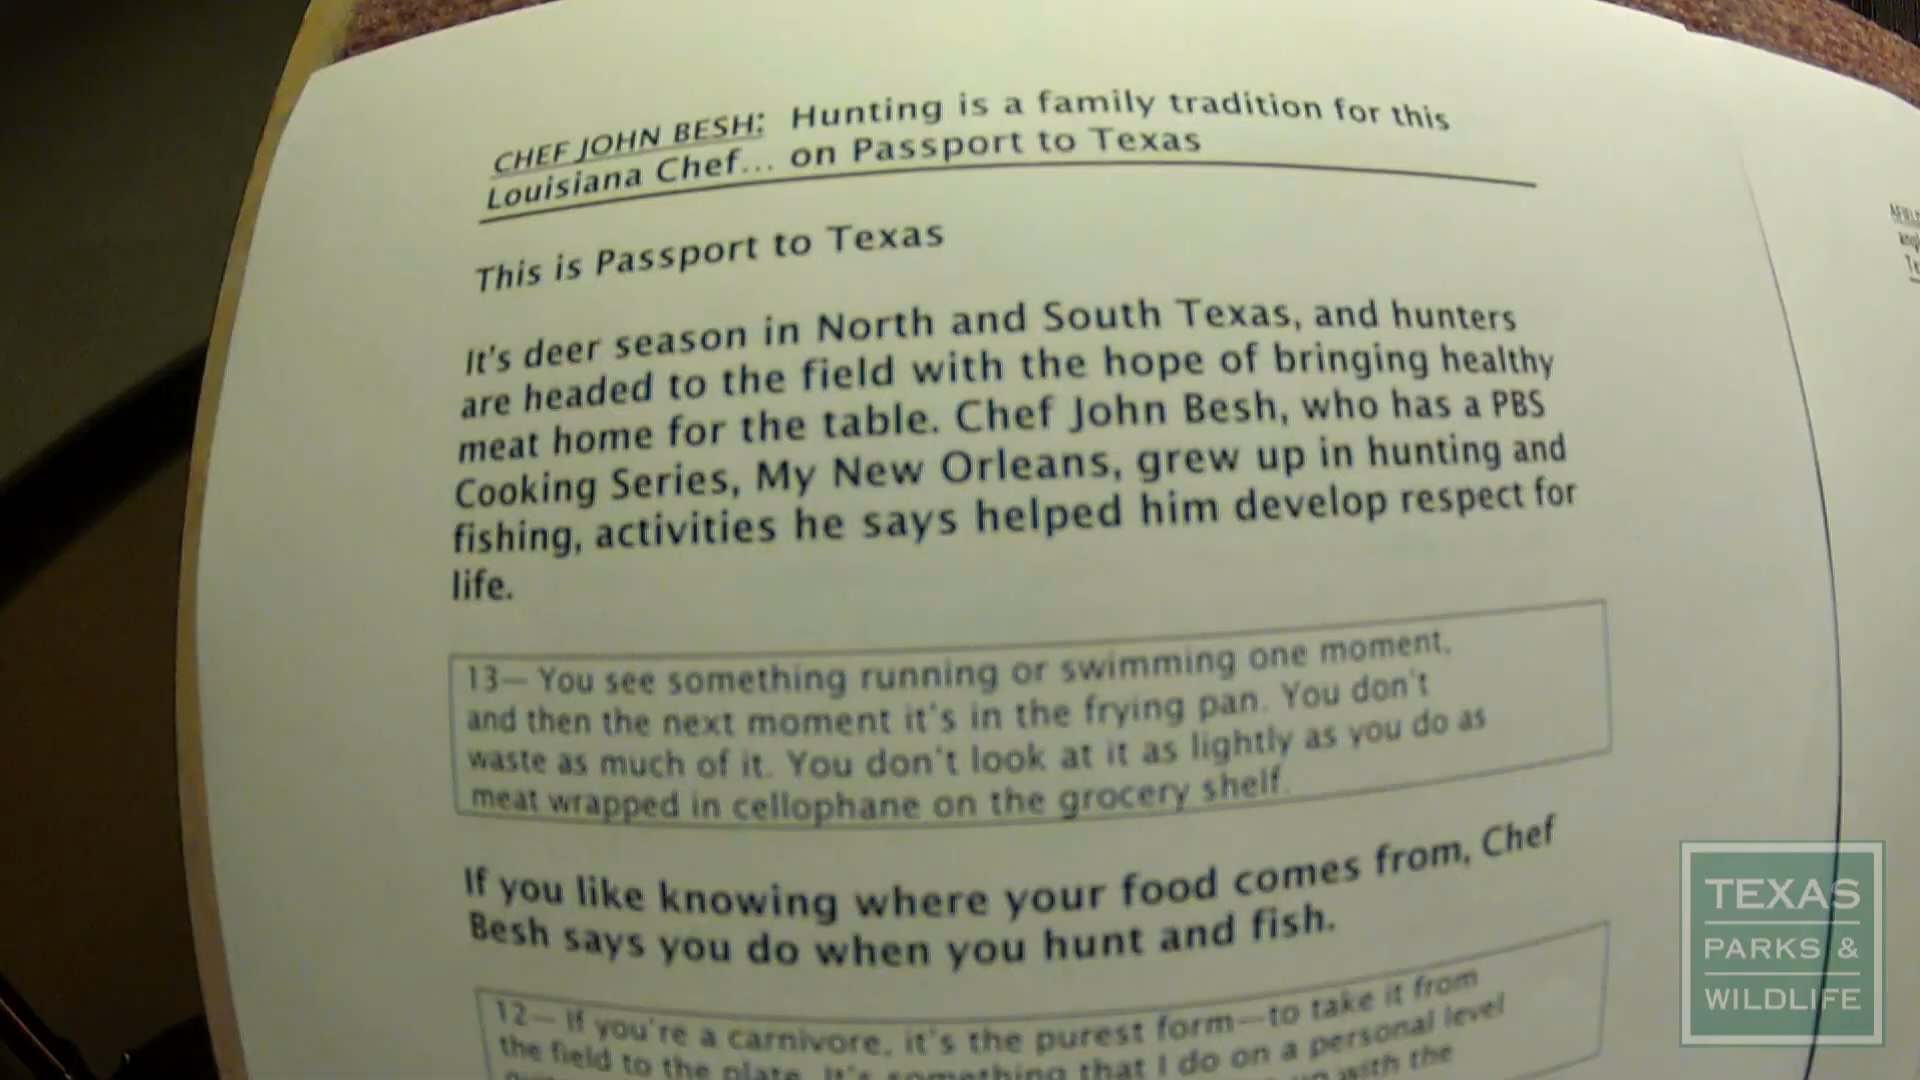 CHEF JOHN BESH: Hunting is a family tradition for this
Louisiana Chef... on Passport to Texas
This is Passport to Texas
It's deer season in North and South Texas, and hunters
are headed to the field with the hope of bringing healthy
meat home for the table. Chef John Besh, who has a PBS
Cooking Series, My New Orleans, grew up in hunting and
fishing, activities he says helped him develop respect for
life.
13— You see something running or swimming one moment,
and then the next moment it's in the frying pan. You don't
waste as much of it. You don't look at it as lightly as you do as
meat wrapped in cellophane on the grocery shelf.
If you like knowing where your food comes from, Chef
Besh says you do when you hunt and fish.
12— If you're a carnivore, it's the purest form—to take it from
the field to the plate. It's something that I do on a personal level
with the
TEXAS
PARKS &
WILDLIFE